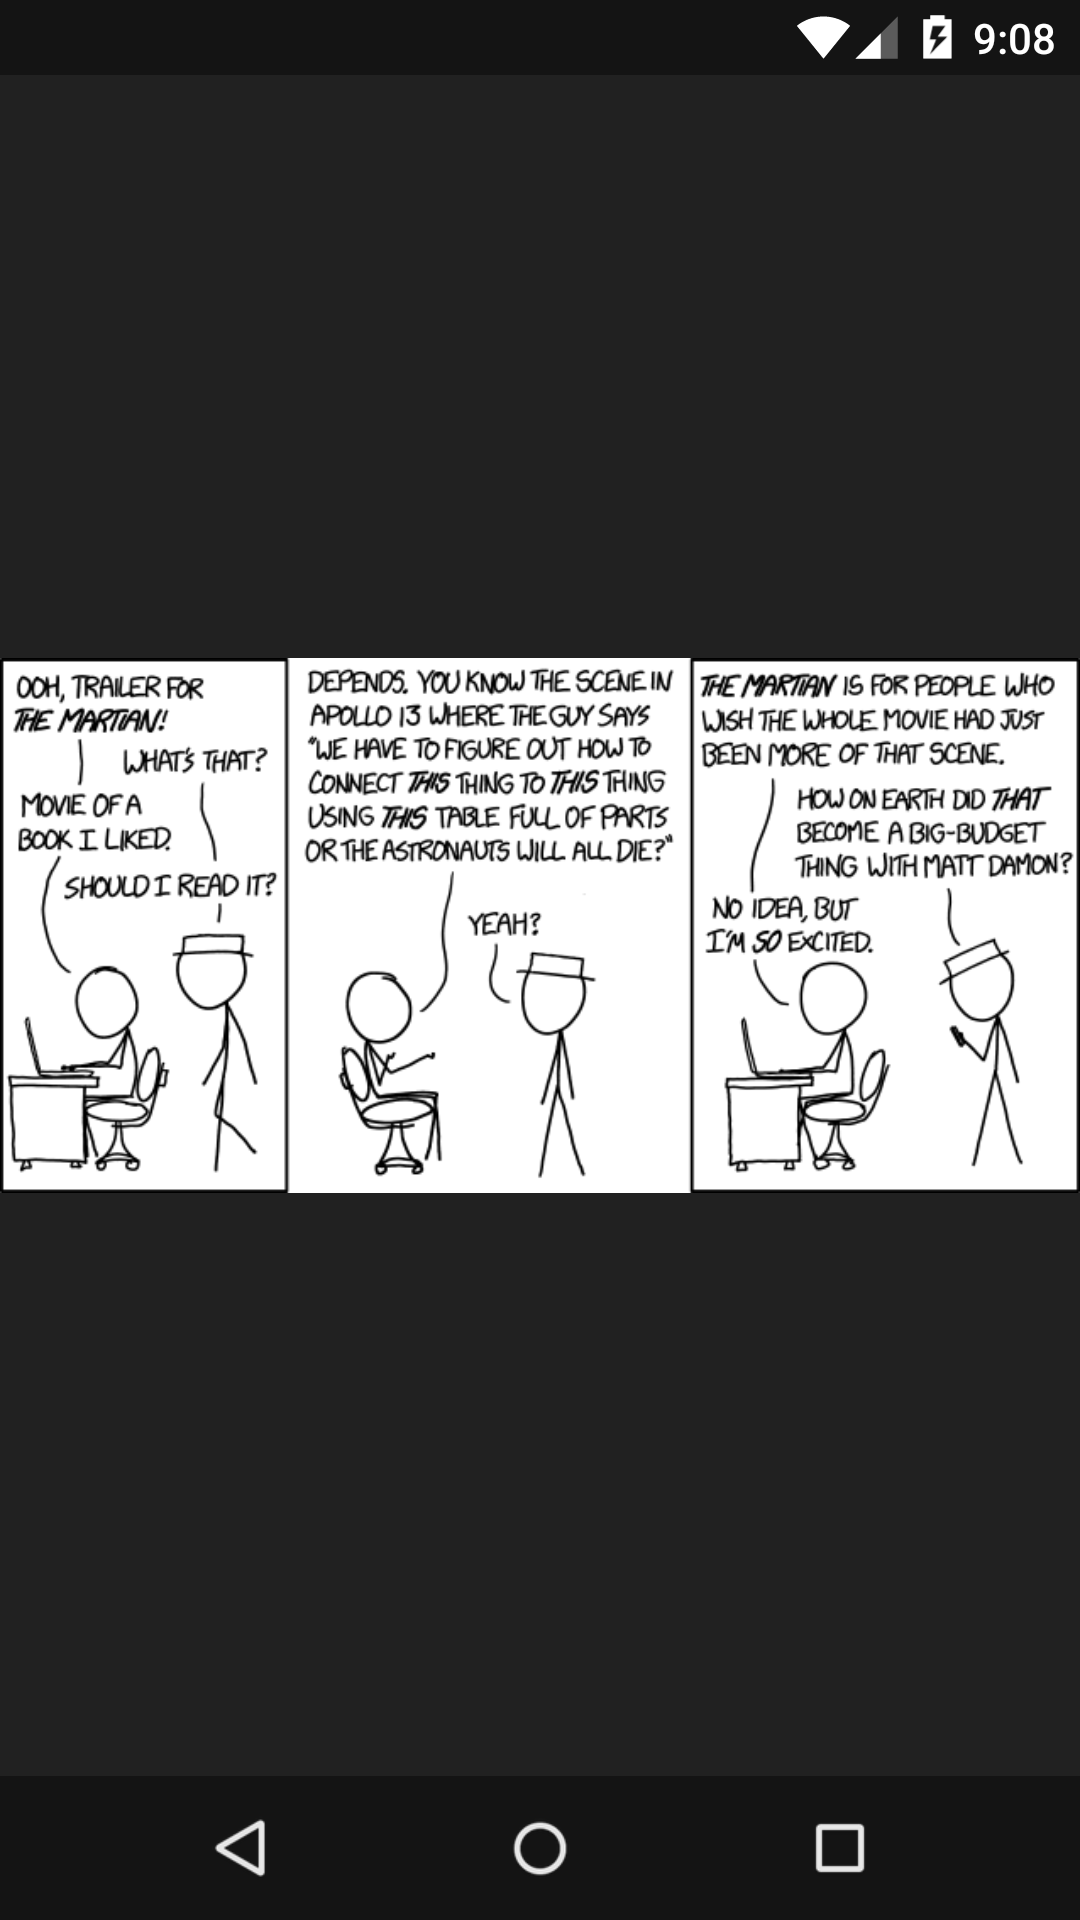 9:08
OOH, TRAILER FOR
THE MARTIAN!
WHAT'S THAT?
MOVIE OF A
BOOK I LIKED.
SHOULD I READ IT?
DEPENDS. YOU KNOW THE SCENE IN
APOLLO 13 WHERE THE GUY SAYS
"WE HAVE TO FIGURE OUT HOW TO
CONNECT THIS THING TO THIS THING
USING THIS TABLE FULL OF PARTS
OR THE ASTRONAUTS WILL ALL DIE?"
YEAH?
THE MARTIAN IS FOR PEOPLE WHO
WISH THE WHOLE MOVIE HAD JUST
BEEN MORE OF THAT SCENE.
HOW ON EARTH DID THAT
BECOME A BIG-BUDGET
THING WITH MATT DAMON?
NO IDEA, BUT
I'M SO EXCITED.